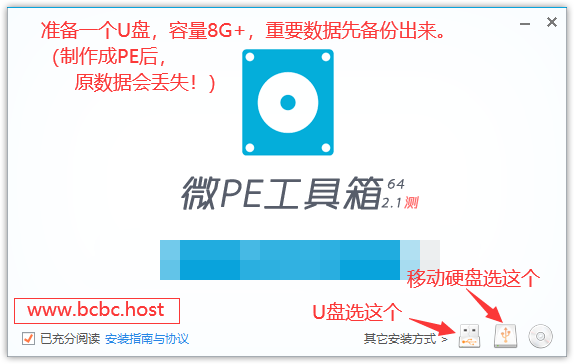 准备一个U盘，容量8G+，重要数据先备份出来。
（制作成PE后，
原数据会丢失！）
微PE工具箱 64
2.1测
移动硬盘选这个
www.bcbc.host
U盘选这个
已充分阅读 安装指南与协议
其它安装方式 >